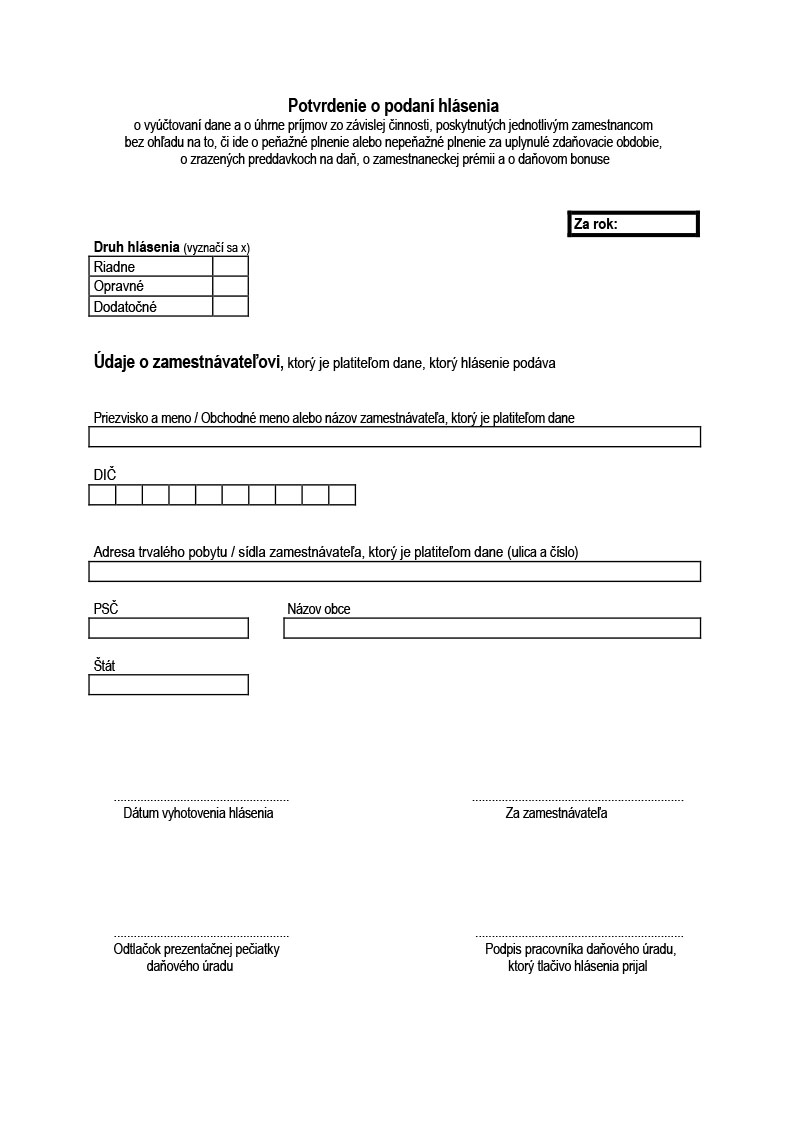 Potvrdenie o podaní hlásenia
o vyúčtovaní dane a o úhrne príjmov zo závislej činnosti, poskytnutých jednotlivým zamestnancom
bez ohľadu na to, či ide o peňažné plnenie alebo nepeňažné plnenie za uplynulé zdaňovacie obdobie,
o zrazených preddavkoch na daň, o zamestnaneckej prémii a o daňovom bonuse
Za rok:
Druh hlásenia (vyznačí sa x)
Riadne
Opravné
Dodatočné
Údaje o zamestnávateľovi, ktorý je platiteľom dane, ktorý hlásenie podáva
Priezvisko a meno / Obchodné meno alebo názov zamestnávateľa, ktorý je platiteľom dane
DIČ
Adresa trvalého pobytu / sídla zamestnávateľa, ktorý je platiteľom dane (ulica a číslo)
PSČ Názov obce
Štát
Dátum vyhotovenia hlásenia Za zamestnávateľa
Odtlačok prezentačnej pečiatky Podpis pracovníka daňového úradu,
daňového úradu ktorý tlačivo hlásenia prijal